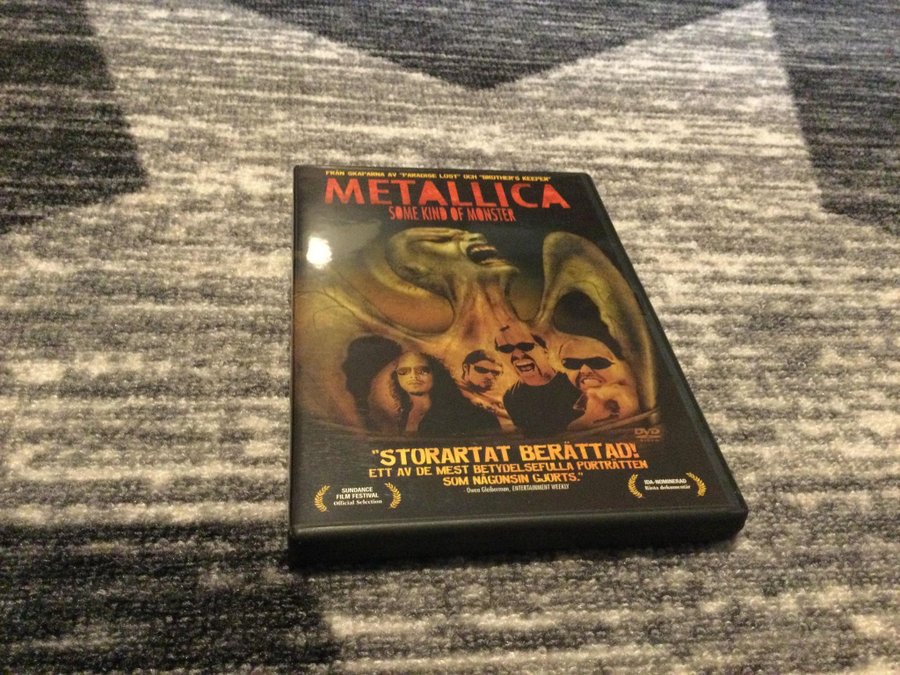 FRÅN SKAPARNA AV "PARADISE LOST" OCH "BROTHER'S KEEPER"
METALLICA
SOME KIND OF MONSTER
DVD
"STORARTAT BERÄTTAD!
ETT AV DE MEST BETYDELSEFULLA PORTRÄTTEN
SOM NÅGONSIN GJORTS."
Owen Gleiberman, ENTERTAINMENT WEEKLY
SUNDANCE
FILM FESTIVAL
Official Selection
IDA-NOMINERAD
Bästa dokumentär